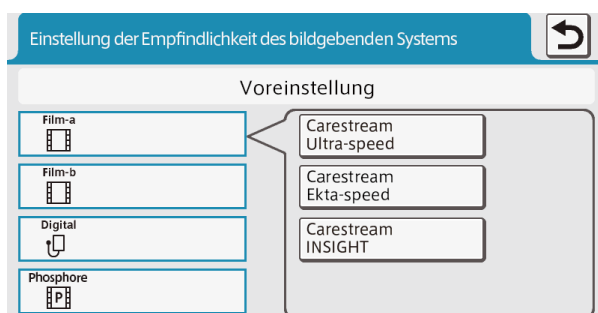 Einstellung der Empfindlichkeit des bildgebenden Systems
Voreinstellung
Film-a
Carestream
Ultra-speed
Film-b
Carestream
Ekta-speed
Digital
Carestream
INSIGHT
Phosphore
P